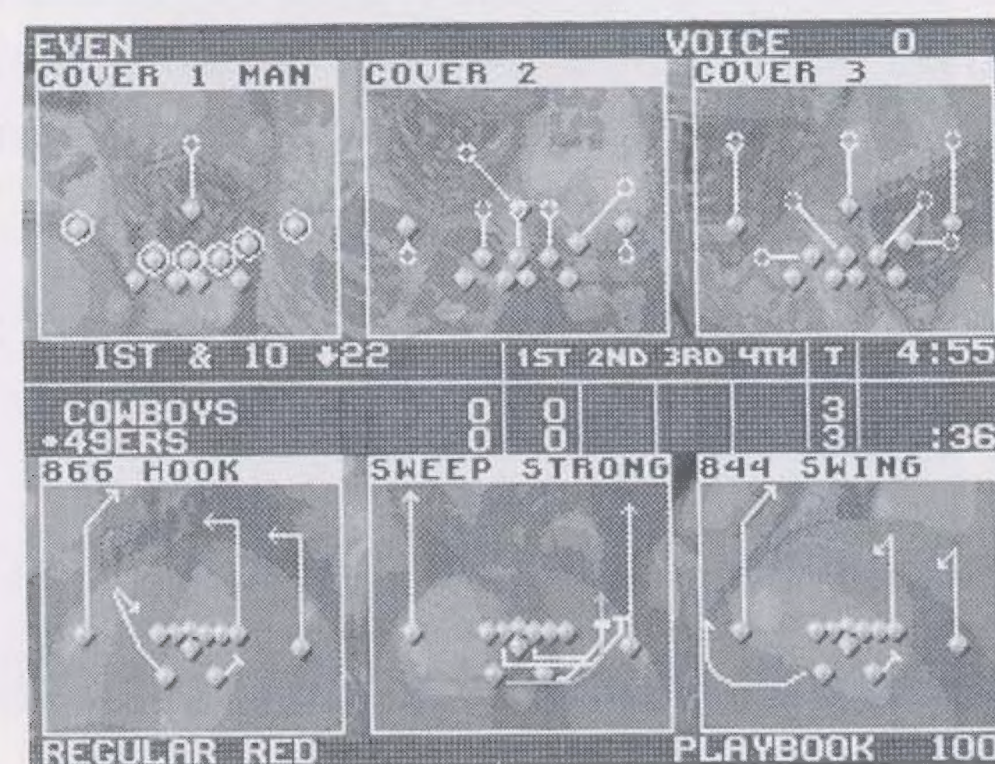 EVEN VOICE 0
COVER 1 MAN COVER 2 COVER 3
1ST & 10 22 1ST 2ND 3RD 4TH T 4:55
COWBOYS 0 0 3
•49ERS 0 0 3 :36
866 HOOK SWEEP STRONG 844 SWING
REGULAR RED PLAYBOOK 100